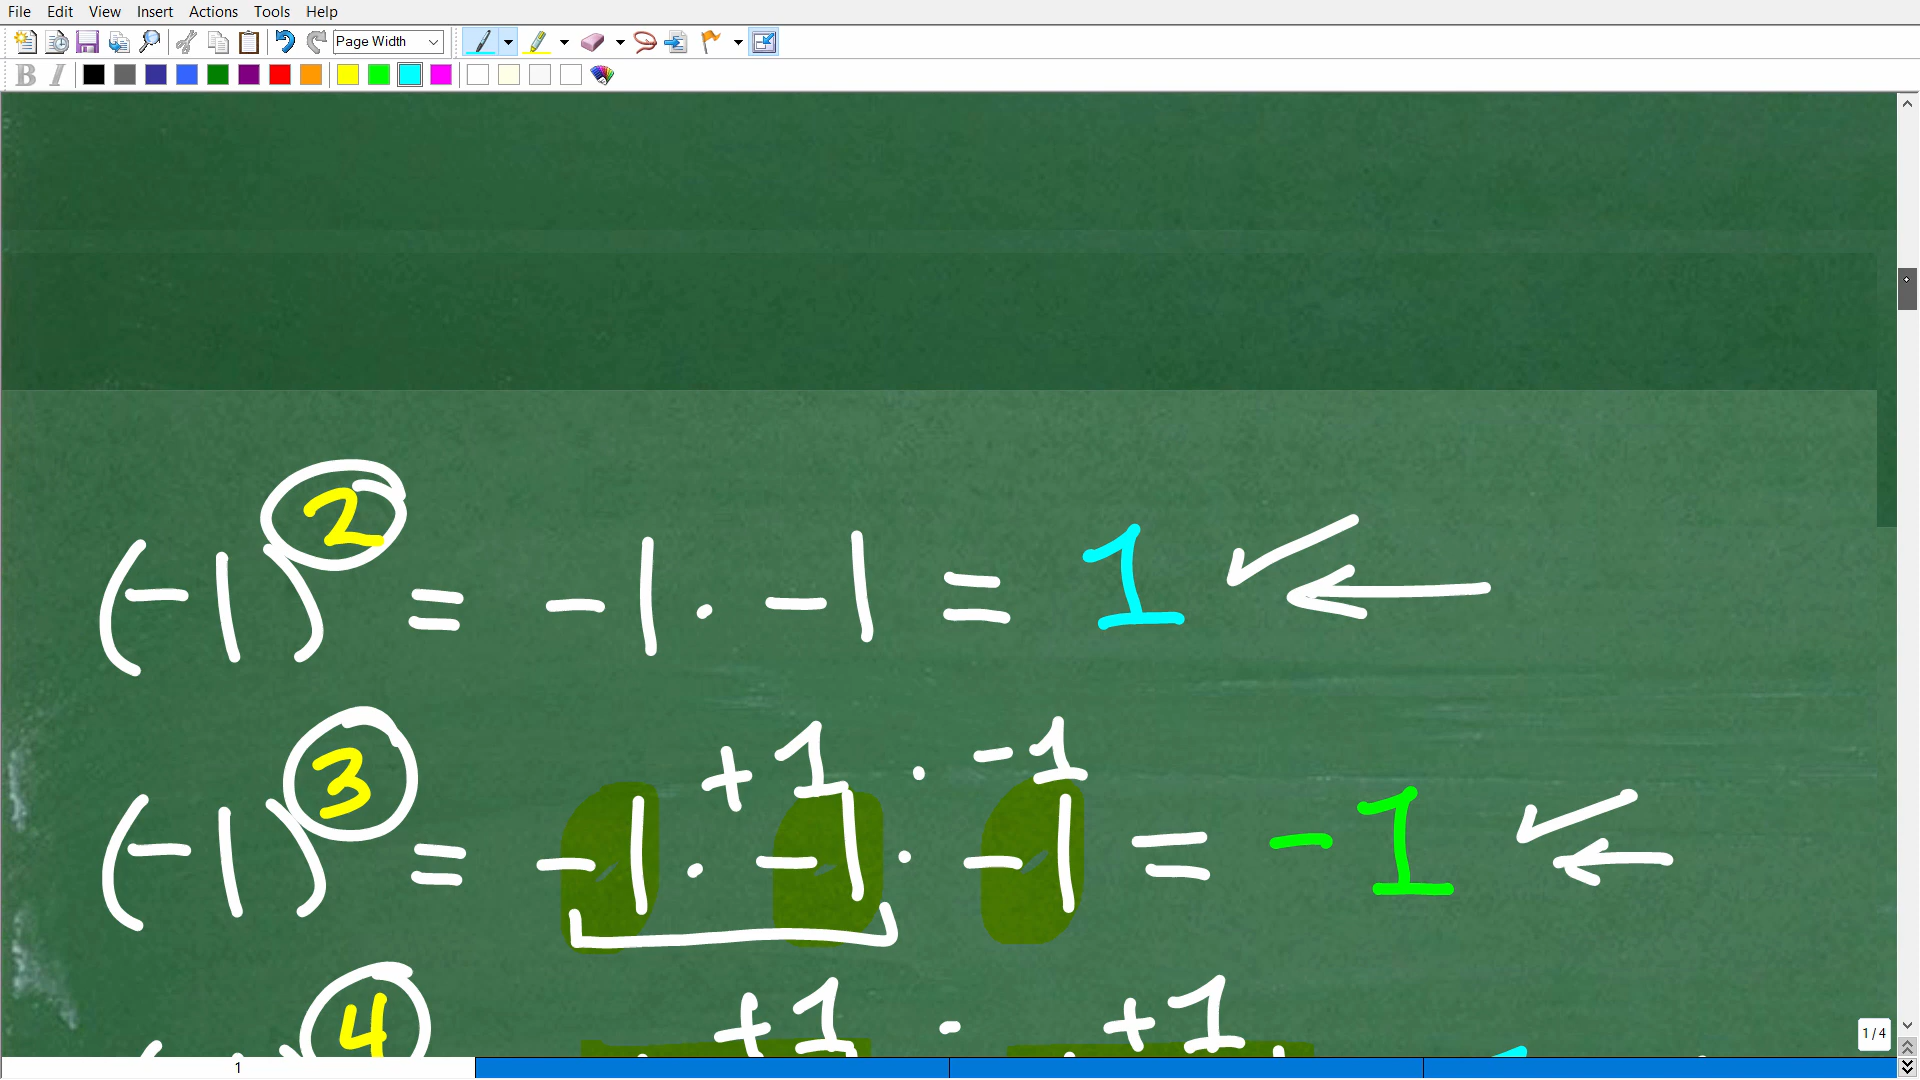 File Edit View Insert Actions Tools Help
Page Width
B I
(-1)² = -1 · -1 = 1
+1 · -1
(-1)³ = -1 · -1 · -1 = -1
4
+1 · +1
1 / 4
1